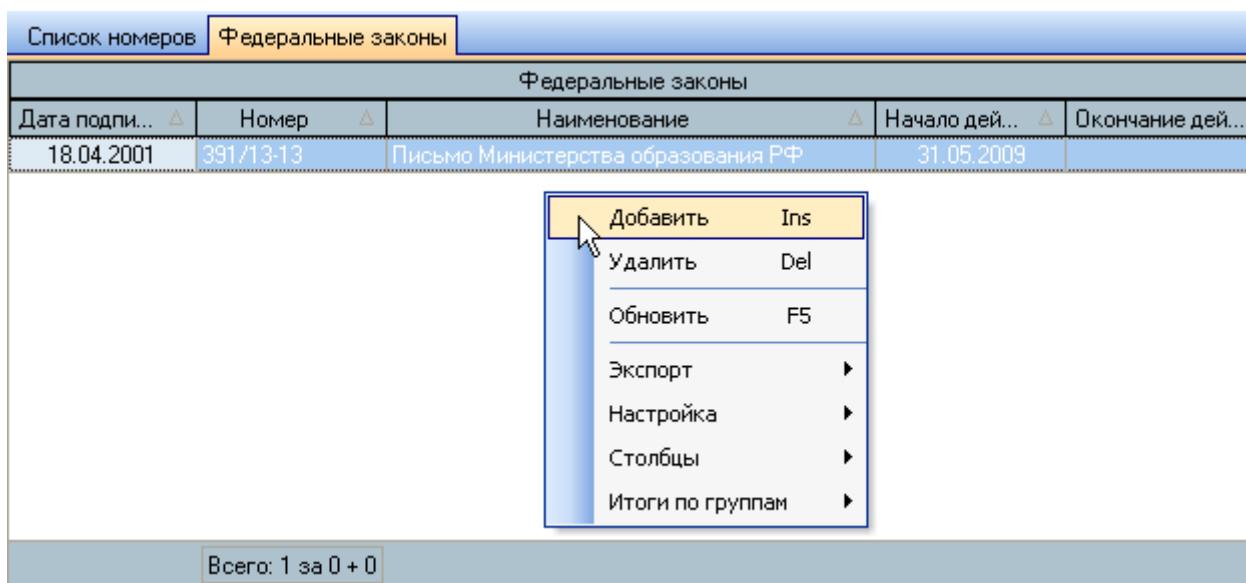 Список номеров Федеральные законы
Федеральные законы
Дата подпи... Номер Наименование Начало дей... Окончание дей...
18.04.2001 391/13-13 Письмо Министерства образования РФ 31.05.2009
Добавить Ins
Удалить Del
Обновить F5
Экспорт
Настройка
Столбцы
Итоги по группам
Всего: 1 за 0 + 0